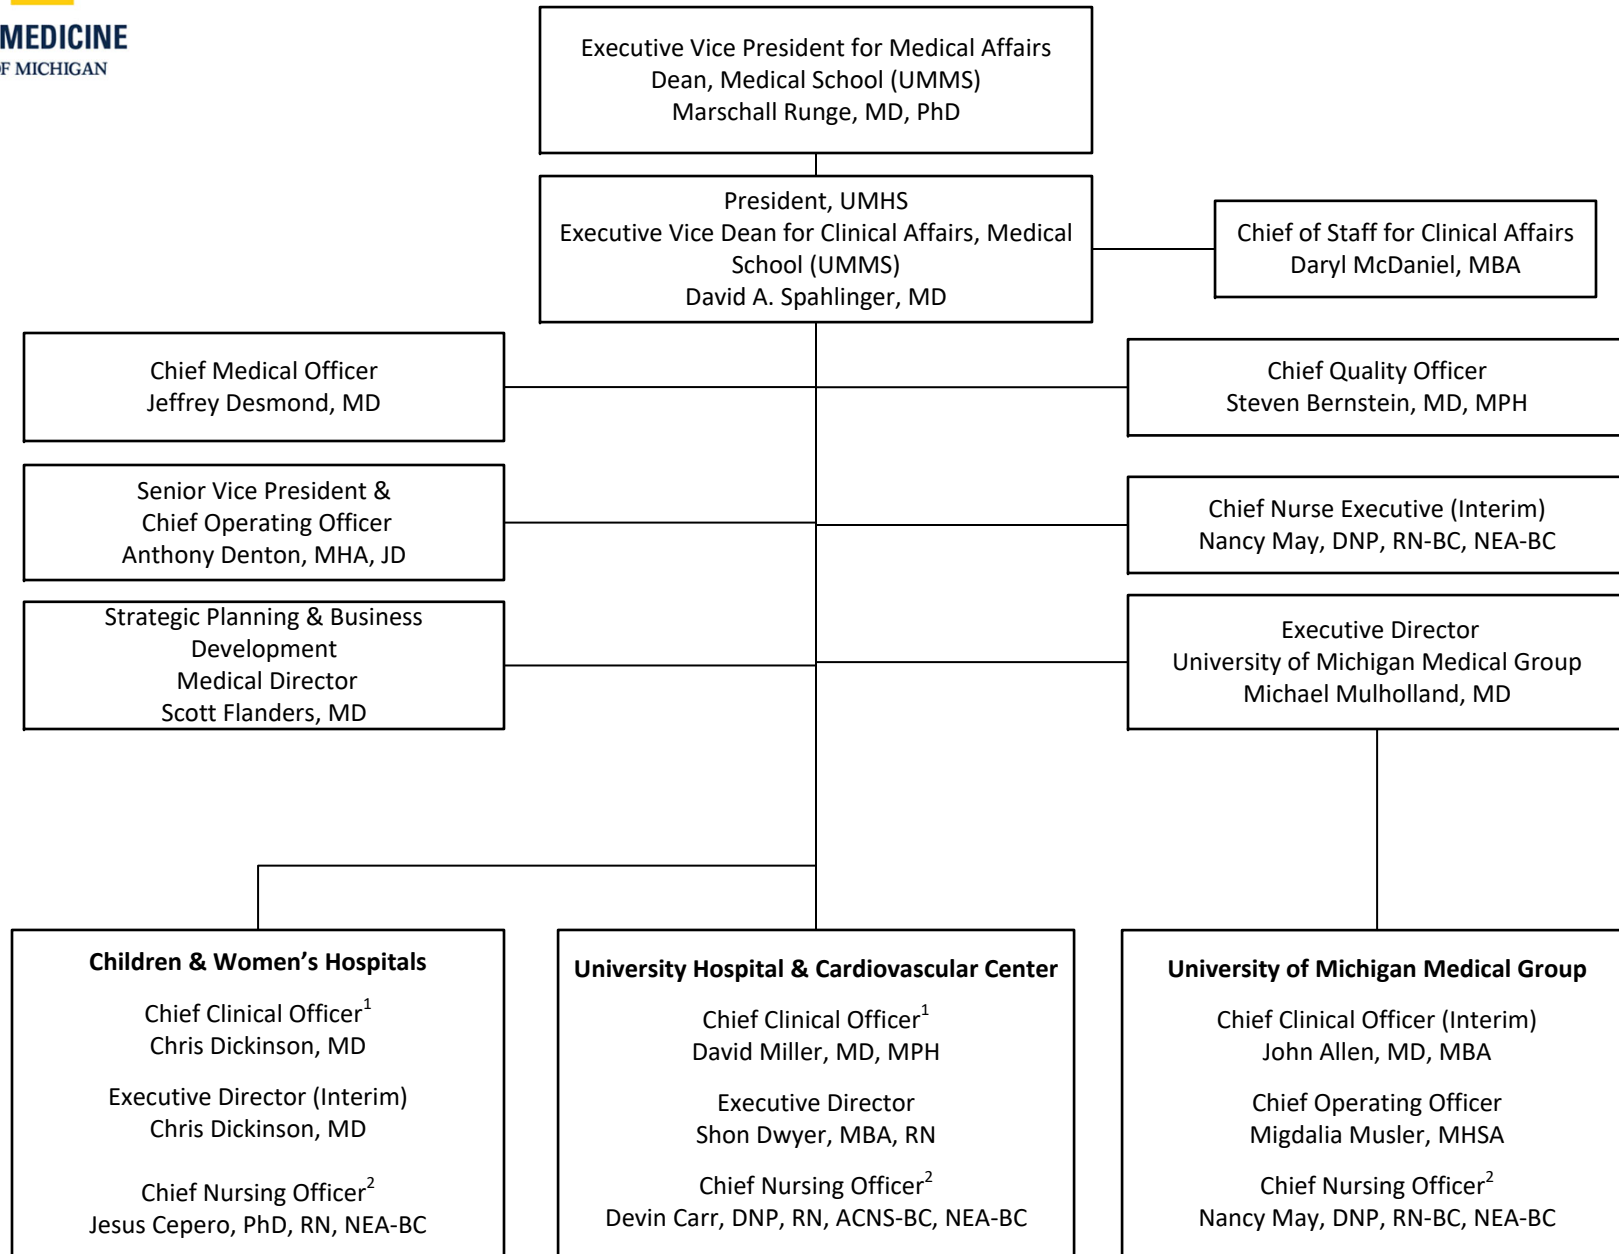 MEDICINE
OF MICHIGAN
Executive Vice President for Medical Affairs
Dean, Medical School (UMMS)
Marschall Runge, MD, PhD
President, UMHS
Executive Vice Dean for Clinical Affairs, Medical
School (UMMS)
David A. Spahlinger, MD
Chief of Staff for Clinical Affairs
Daryl McDaniel, MBA
Chief Medical Officer
Jeffrey Desmond, MD
Chief Quality Officer
Steven Bernstein, MD, MPH
Senior Vice President &
Chief Operating Officer
Anthony Denton, MHA, JD
Chief Nurse Executive (Interim)
Nancy May, DNP, RN-BC, NEA-BC
Strategic Planning & Business
Development
Medical Director
Scott Flanders, MD
Executive Director
University of Michigan Medical Group
Michael Mulholland, MD
Children & Women’s Hospitals
Chief Clinical Officer1
Chris Dickinson, MD
Executive Director (Interim)
Chris Dickinson, MD
Chief Nursing Officer2
Jesus Cepero, PhD, RN, NEA-BC
University Hospital & Cardiovascular Center
Chief Clinical Officer1
David Miller, MD, MPH
Executive Director
Shon Dwyer, MBA, RN
Chief Nursing Officer2
Devin Carr, DNP, RN, ACNS-BC, NEA-BC
University of Michigan Medical Group
Chief Clinical Officer (Interim)
John Allen, MD, MBA
Chief Operating Officer
Migdalia Musler, MHSA
Chief Nursing Officer2
Nancy May, DNP, RN-BC, NEA-BC